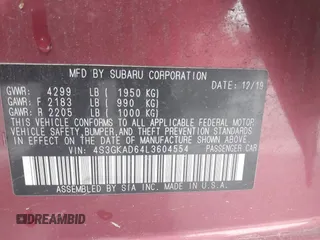 MFD BY SUBARU CORPORATION
GVWR: 4299 LB ( 1950 KG) DATE: 12/19
GAWR: F 2183 LB ( 990 KG)
GAWR: R 2205 LB ( 1000 KG)
THIS VEHICLE CONFORMS TO ALL APPLICABLE FEDERAL MOTOR
VEHICLE SAFETY, BUMPER, AND THEFT PREVENTION STANDARDS
IN EFFECT ON THE DATE OF MANUFACTURE SHOWN ABOVE.
VIN: 4S3GKAD64L3604554
ASSEMBLED BY SIA INC. MADE IN U.S.A.
DREAMBID